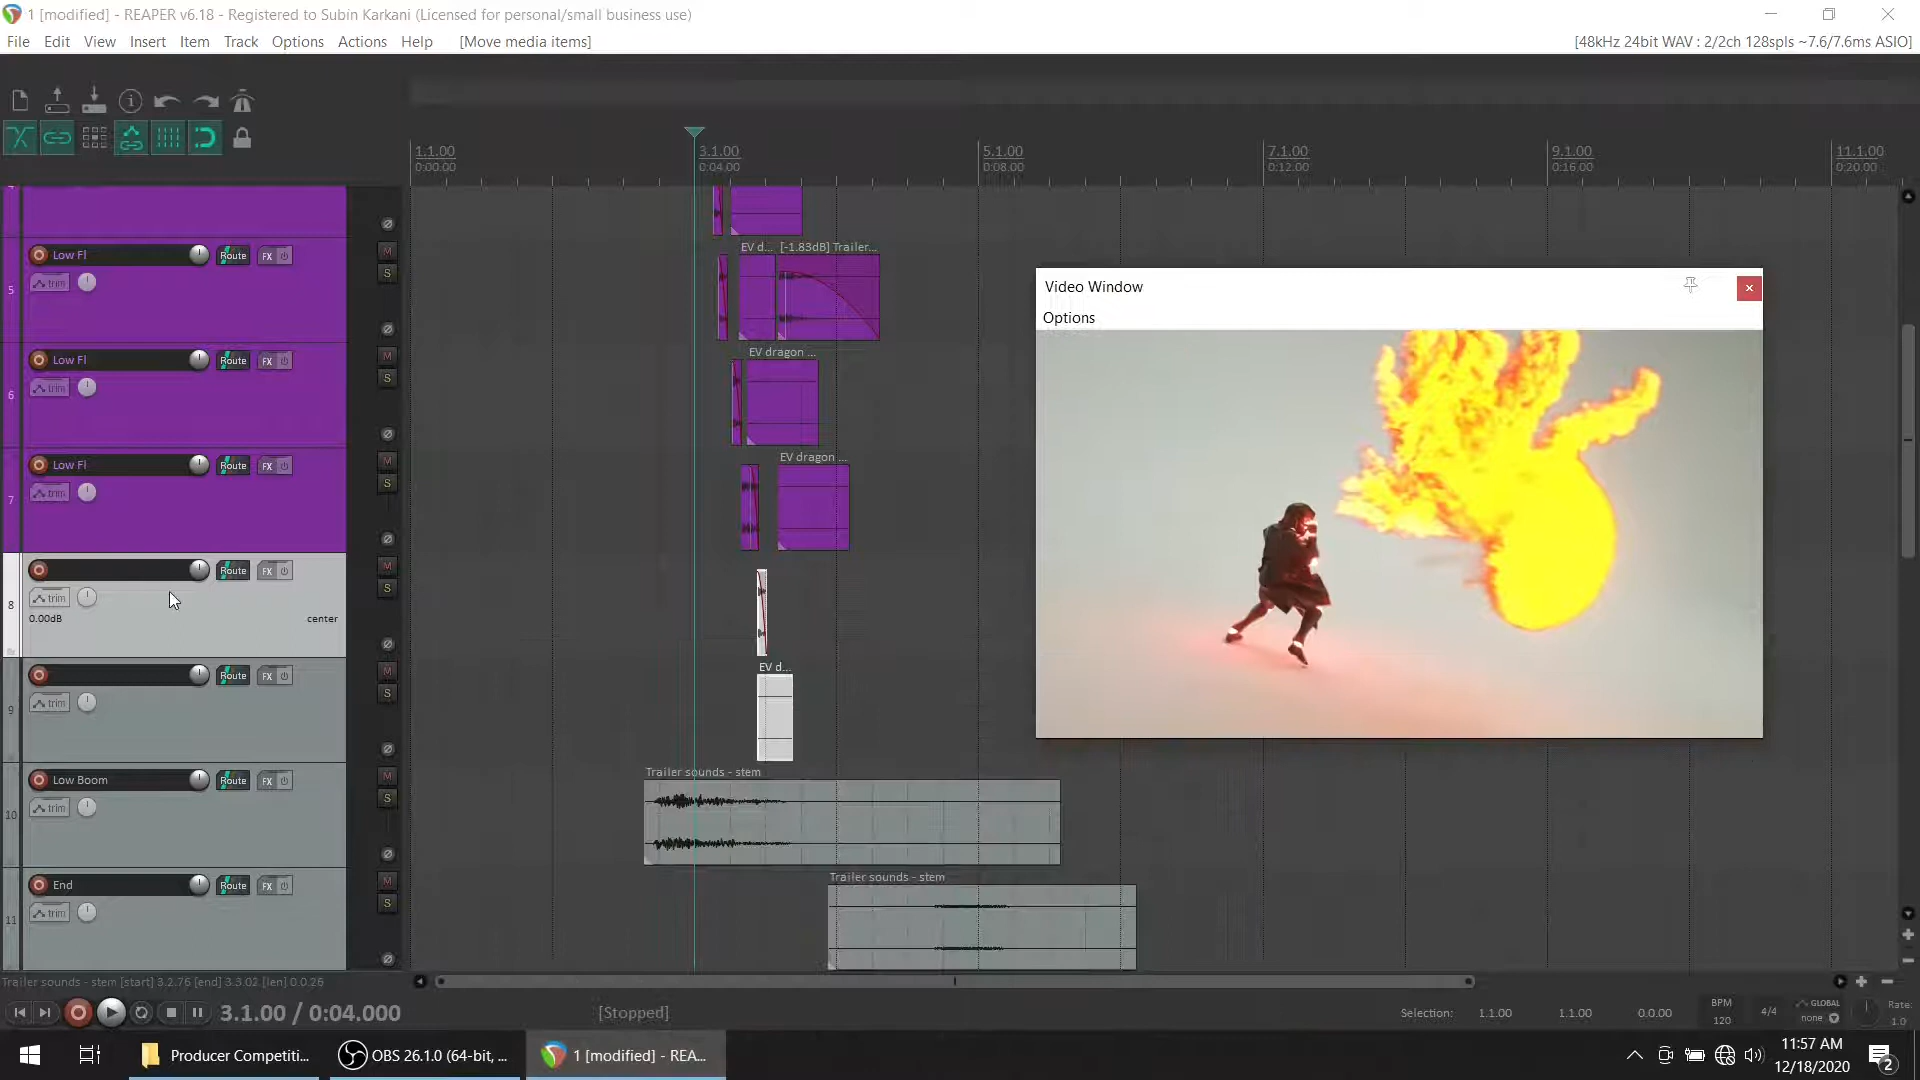 1 [modified] - REAPER v6.18 - Registered to Subin Karkani (Licensed for personal/small business use)
File Edit View Insert Item Track Options Actions Help [Move media items] [48kHz 24bit WAV : 2/2ch 128spls ~7.6/7.6ms ASIO]
1.1.00 3.1.00 5.1.00 7.1.00 9.1.00 11.1.00
0:00.00 0:04.00 0:08.00 0:12.00 0:16.00 0:20.00
EV d... [-1.83dB] Trailer...
Low Fl Route FX M
5 trim S
Video Window
Options
EV dragon ...
Low Fl Route FX M
6 trim S
EV dragon ...
Low Fl Route FX M
7 trim S
Route FX M
8 trim S
0.00dB center
EV d...
Route FX M
9 trim S
Trailer sounds - stem
Low Boom Route FX M
10 trim S
Trailer sounds - stem
End Route FX M
11 trim S
Trailer sounds - stem [start] 3.2.76 [end] 3.3.02 [len] 0.0.26
3.1.00 / 0:04.000 [Stopped] Selection: 1.1.00 1.1.00 0.0.00 BPM 120 4/4 GLOBAL none Rate: 1.0
Producer Competiti... OBS 26.1.0 (64-bit, ... 1 [modified] - REA... 11:57 AM
12/18/2020 2